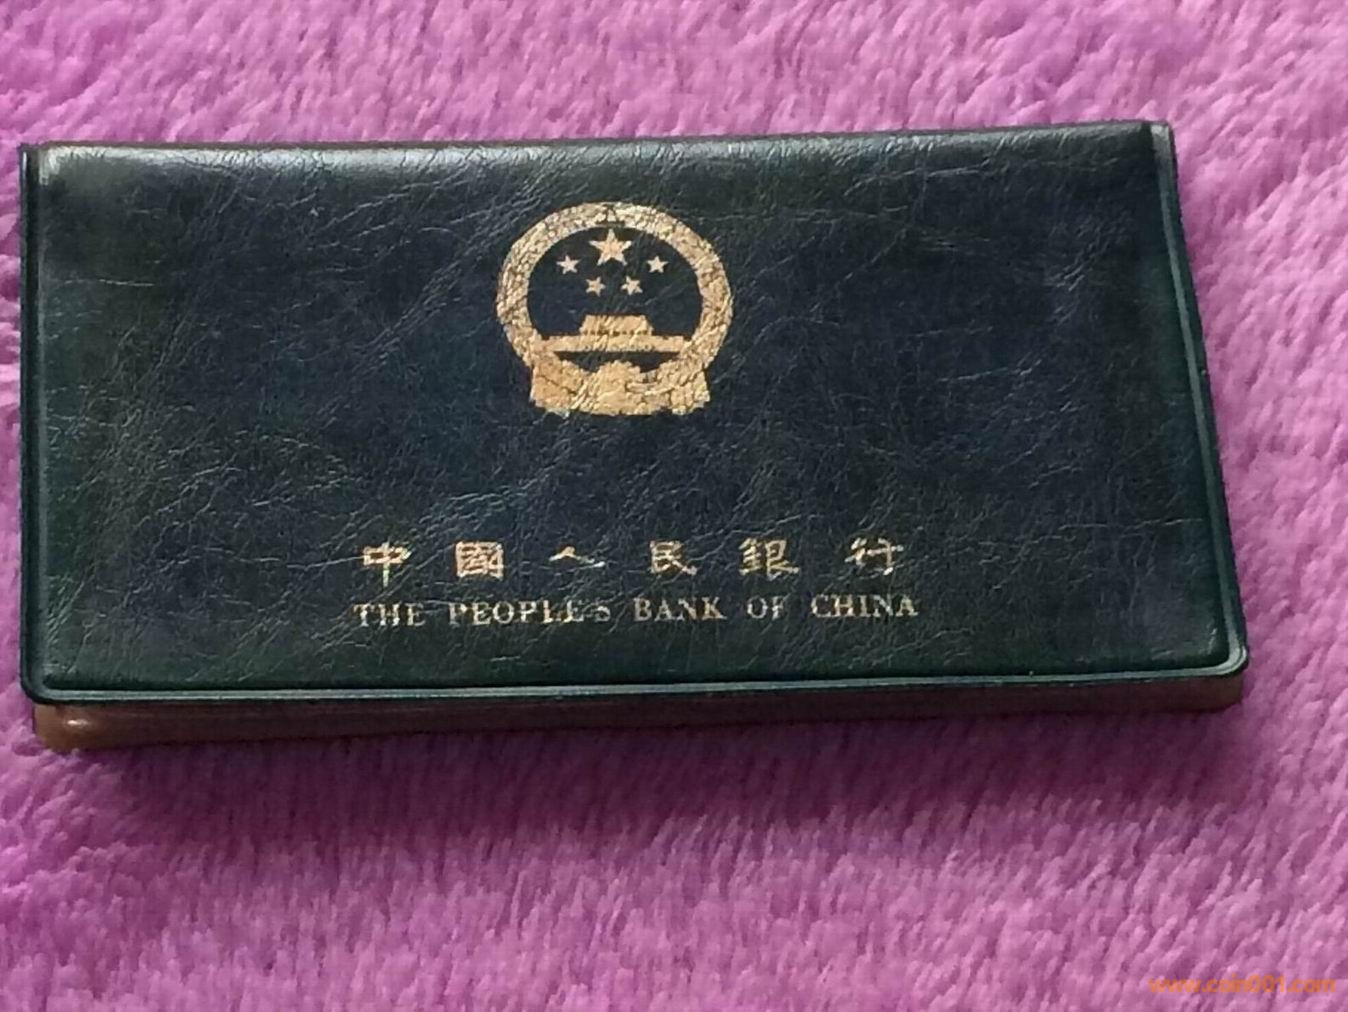 中國人民銀行
THE PEOPLE'S BANK OF CHINA
www.coin001.com